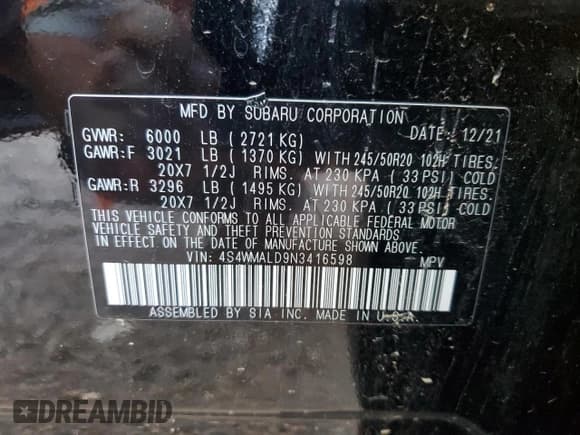 MFD BY SUBARU CORPORATION
GVWR: 6000 LB ( 2721 KG) DATE: 12/21
GAWR:F 3021 LB ( 1370 KG) WITH 245/50R20 102H TIRES,
20X7 1/2J RIMS, AT 230 KPA ( 33 PSI) COLD
GAWR:R 3296 LB ( 1495 KG) WITH 245/50R20 102H TIRES,
20X7 1/2J RIMS, AT 230 KPA ( 33 PSI) COLD
THIS VEHICLE CONFORMS TO ALL APPLICABLE FEDERAL MOTOR
VEHICLE SAFETY AND THEFT PREVENTION STANDARDS
IN EFFECT ON THE DATE OF MANUFACTURE SHOWN ABOVE.
VIN: 4S4WMALD9N3416598 MPV
ASSEMBLED BY SIA INC. MADE IN U.S.A.
DREAMBID